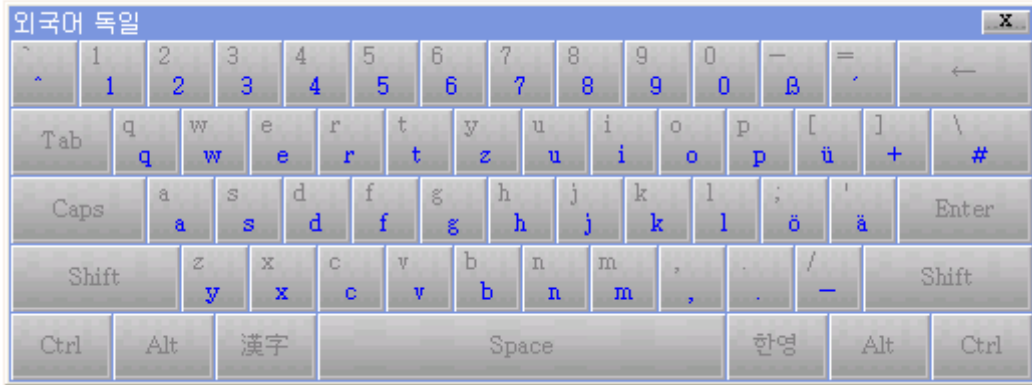 외국어 독일 x
` 1 2 3 4 5 6 7 8 9 0 - = ←
^ 1 2 3 4 5 6 7 8 9 0 ß ´
Tab q w e r t y u i o p [ ] \
q w e r t z u i o p ü + #
Caps a s d f g h j k l ; ' Enter
a s d f g h j k l ö ä
Shift z x c v b n m , . / Shift
y x c v b n m , . -
Ctrl Alt 漢字 Space 한영 Alt Ctrl